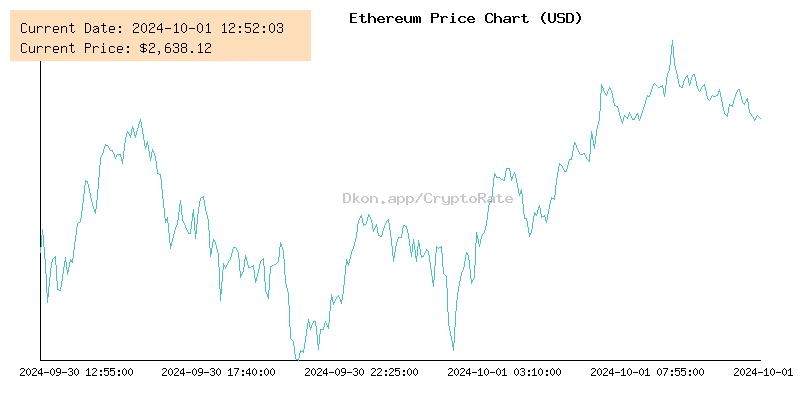 Ethereum Price Chart (USD)
Current Date: 2024-10-01 12:52:03
Current Price: $2,638.12
Dkon.app/CryptoRate
2024-09-30 12:55:00 2024-09-30 17:40:00 2024-09-30 22:25:00 2024-10-01 03:10:00 2024-10-01 07:55:00 2024-10-01